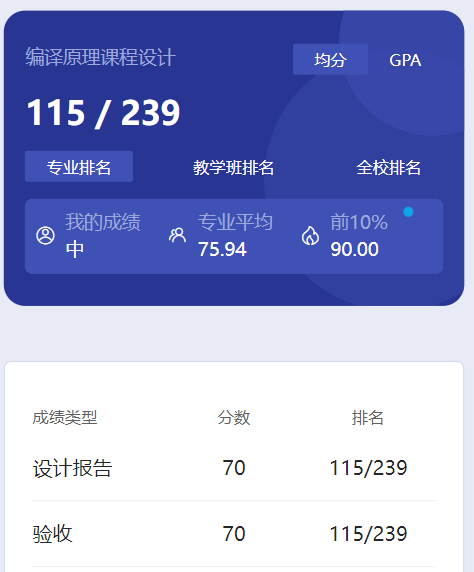 编译原理课程设计 均分 GPA
115 / 239
专业排名 教学班排名 全校排名
我的成绩 专业平均 前10%
中 75.94 90.00
成绩类型 分数 排名
设计报告 70 115/239
验收 70 115/239